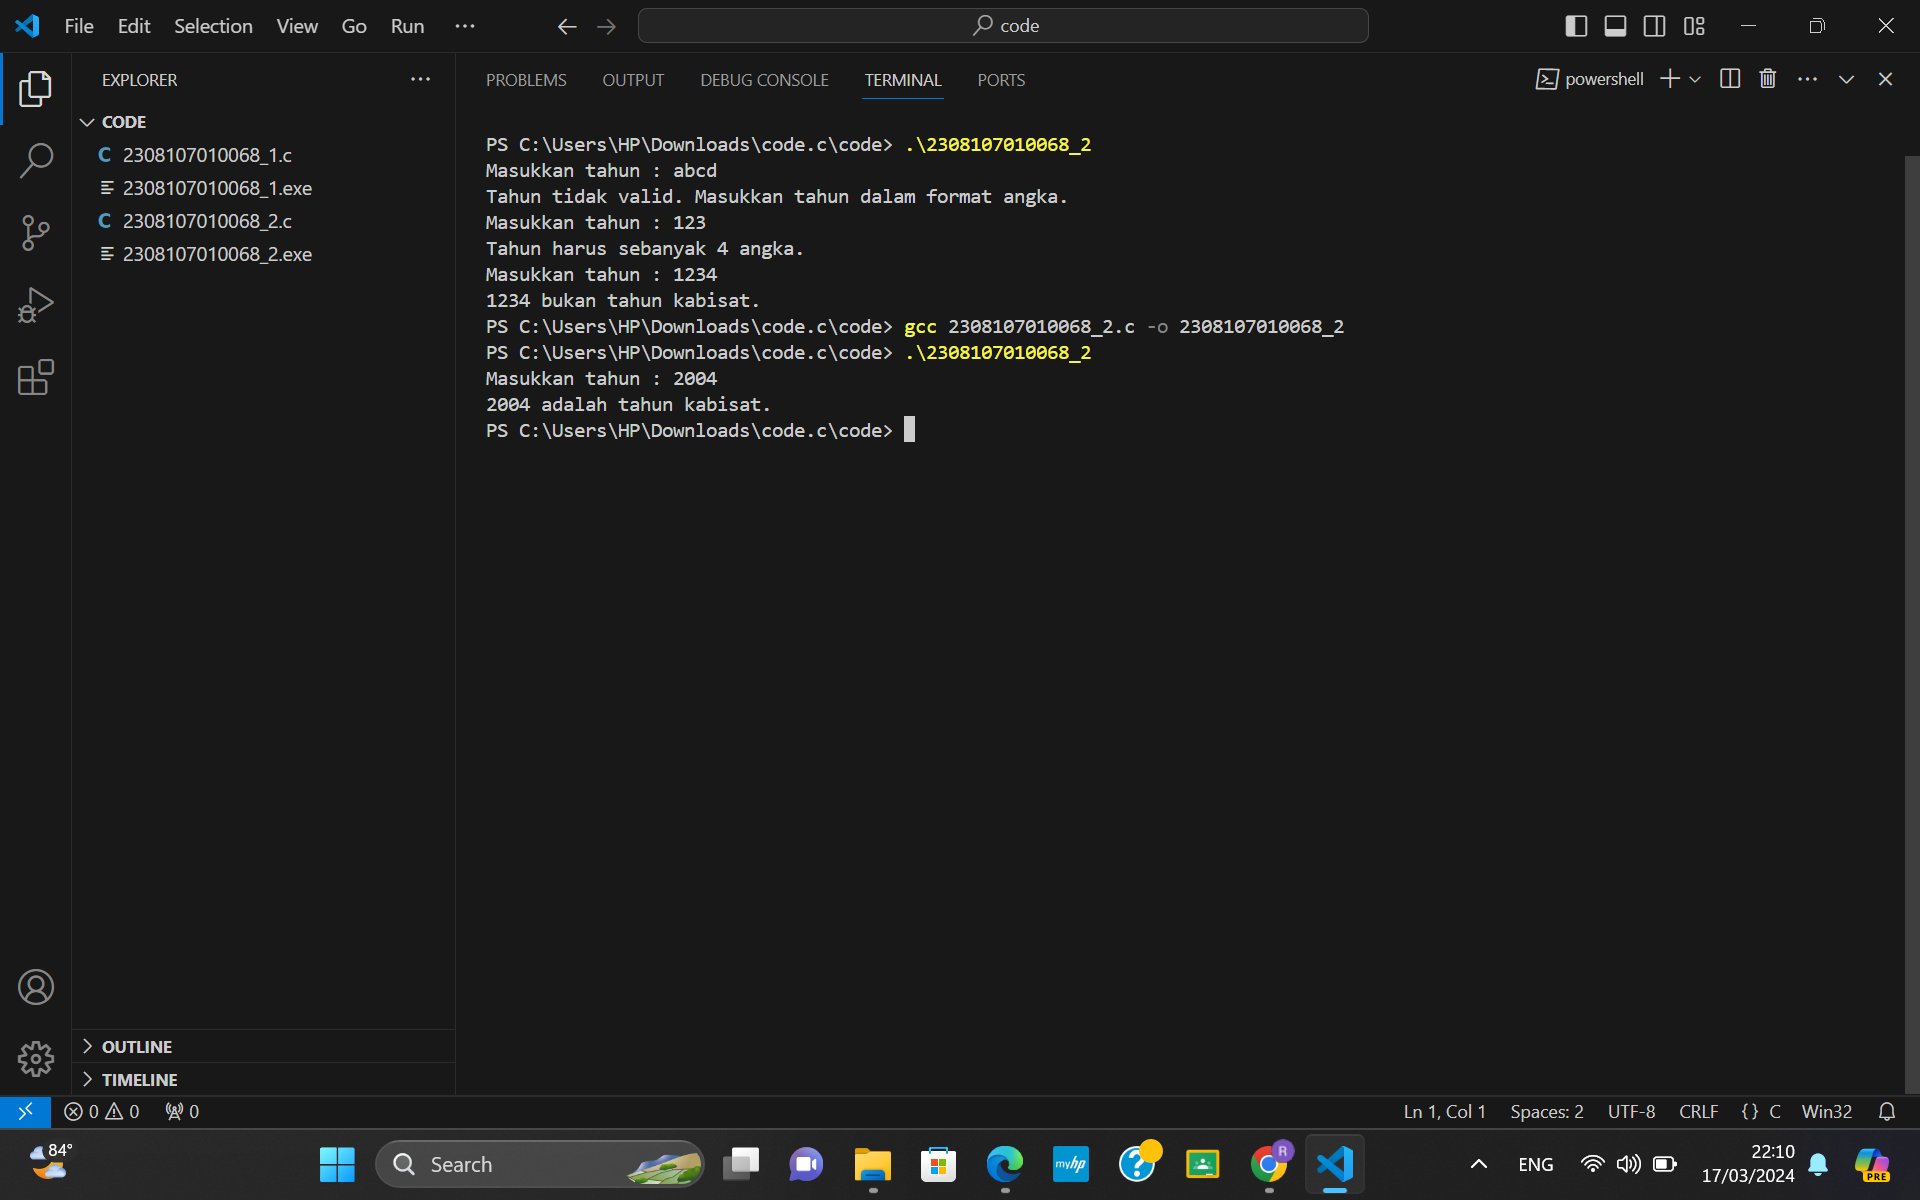 File Edit Selection View Go Run
code
EXPLORER
CODE
2308107010068_1.c
2308107010068_1.exe
2308107010068_2.c
2308107010068_2.exe
OUTLINE
TIMELINE
PROBLEMS OUTPUT DEBUG CONSOLE TERMINAL PORTS
powershell
PS C:\Users\HP\Downloads\code.c\code> .\2308107010068_2
Masukkan tahun : abcd
Tahun tidak valid. Masukkan tahun dalam format angka.
Masukkan tahun : 123
Tahun harus sebanyak 4 angka.
Masukkan tahun : 1234
1234 bukan tahun kabisat.
PS C:\Users\HP\Downloads\code.c\code> gcc 2308107010068_2.c -o 2308107010068_2
PS C:\Users\HP\Downloads\code.c\code> .\2308107010068_2
Masukkan tahun : 2004
2004 adalah tahun kabisat.
PS C:\Users\HP\Downloads\code.c\code>
0 0 0
Ln 1, Col 1 Spaces: 2 UTF-8 CRLF {} C Win32
84°
Search
myhp
R
ENG
22:10
17/03/2024
PRE